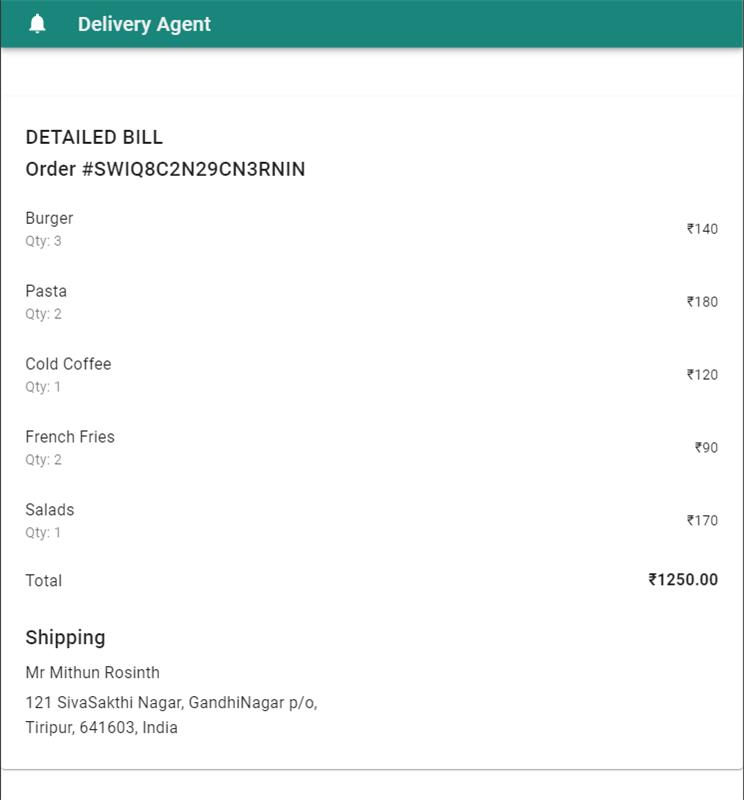 Delivery Agent
DETAILED BILL
Order #SWIQ8C2N29CN3RNIN
Burger
Qty: 3
₹140
Pasta
Qty: 2
₹180
Cold Coffee
Qty: 1
₹120
French Fries
Qty: 2
₹90
Salads
Qty: 1
₹170
Total
₹1250.00
Shipping
Mr Mithun Rosinth
121 SivaSakthi Nagar, GandhiNagar p/o,
Tiripur, 641603, India